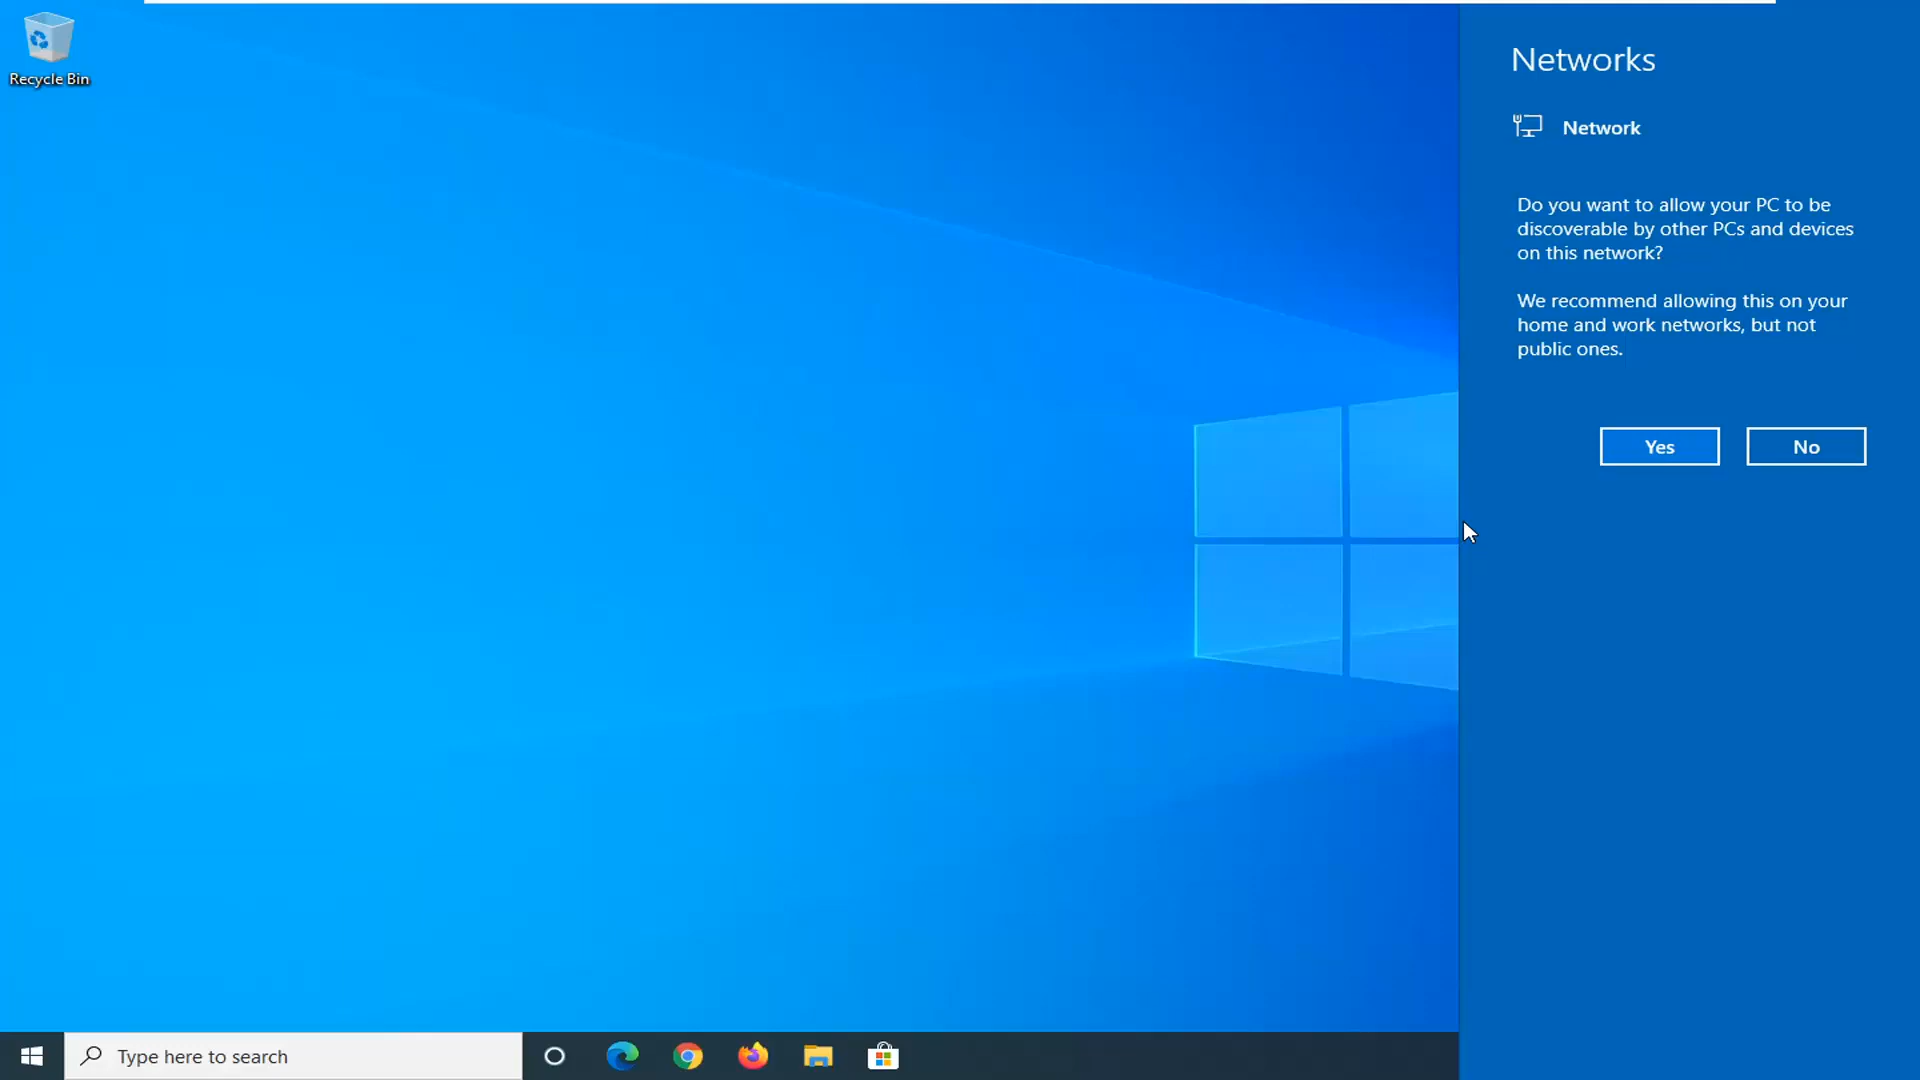 Recycle Bin
Networks
Network
Do you want to allow your PC to be
discoverable by other PCs and devices
on this network?
We recommend allowing this on your
home and work networks, but not
public ones.
Yes
No
Type here to search